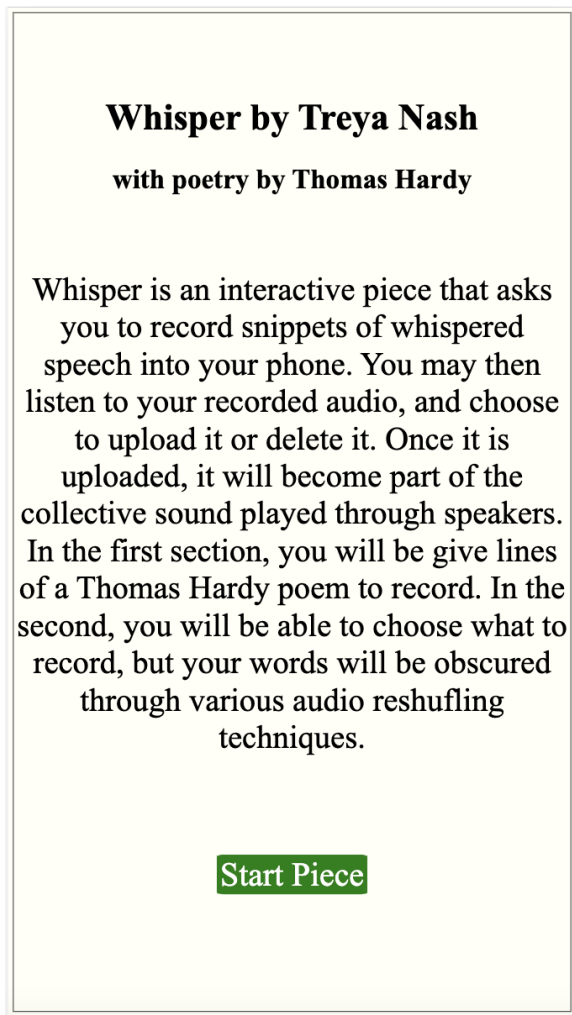 Whisper by Treya Nash
with poetry by Thomas Hardy
Whisper is an interactive piece that asks
you to record snippets of whispered
speech into your phone. You may then
listen to your recorded audio, and choose
to upload it or delete it. Once it is
uploaded, it will become part of the
collective sound played through speakers.
In the first section, you will be give lines
of a Thomas Hardy poem to record. In the
second, you will be able to choose what to
record, but your words will be obscured
through various audio reshufling
techniques.
Start Piece